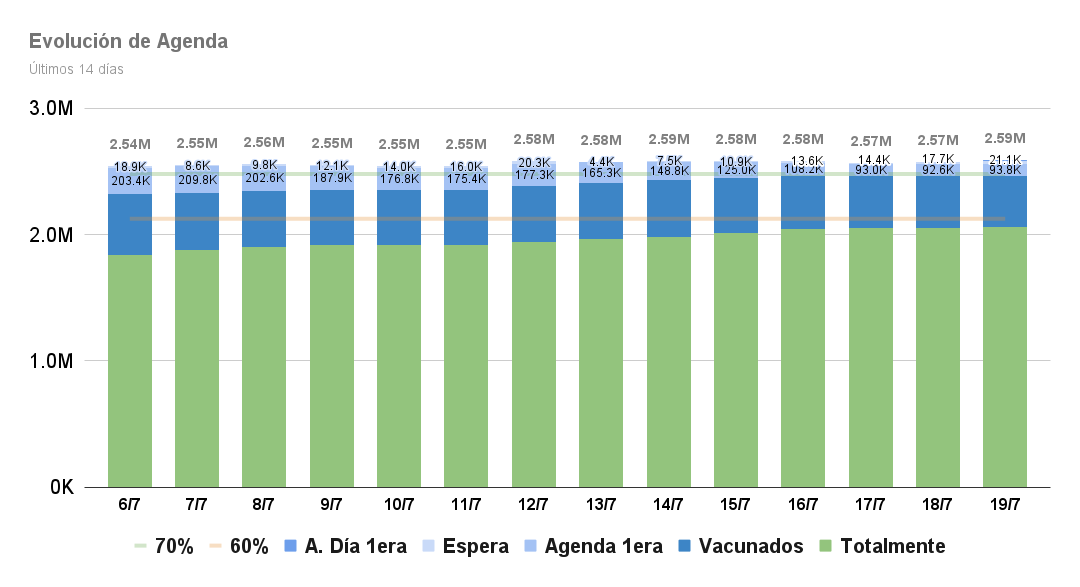 Evolución de Agenda
Últimos 14 días
3.0M
2.54M 2.55M 2.56M 2.55M 2.55M 2.55M 2.58M 2.58M 2.59M 2.58M 2.58M 2.57M 2.57M 2.59M
18.9K 8.6K 9.8K 12.1K 14.0K 16.0K 20.3K 4.4K 7.5K 10.9K 13.6K 14.4K 17.7K 21.1K
203.4K 209.8K 202.6K 187.9K 176.8K 175.4K 177.3K 165.3K 148.8K 125.0K 108.2K 93.0K 92.6K 93.8K
2.0M
1.0M
0K
6/7 7/7 8/7 9/7 10/7 11/7 12/7 13/7 14/7 15/7 16/7 17/7 18/7 19/7
70% 60% A. Día 1era Espera Agenda 1era Vacunados Totalmente